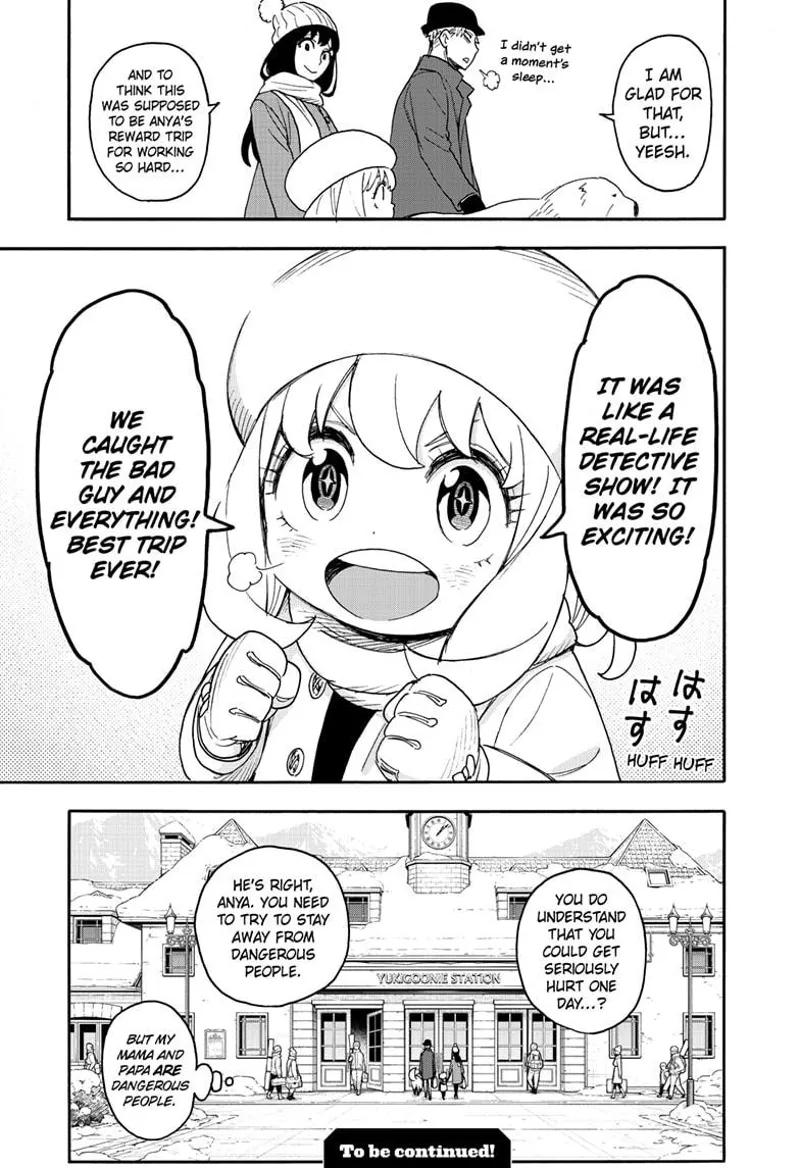 I AM
GLAD FOR
THAT,
BUT...
YEESH.
I didn't get
a moment's
sleep...
AND TO
THINK THIS
WAS SUPPOSED
TO BE ANYA'S
REWARD TRIP
FOR WORKING
SO HARD...
IT WAS
LIKE A
REAL-LIFE
DETECTIVE
SHOW! IT
WAS SO
EXCITING!
WE
CAUGHT
THE BAD
GUY AND
EVERYTHING!
BEST TRIP
EVER!
はす
はす
HUFF HUFF
YOU DO
UNDERSTAND
THAT YOU
COULD GET
SERIOUSLY
HURT ONE
DAY...?
HE'S RIGHT,
ANYA. YOU NEED
TO TRY TO STAY
AWAY FROM
DANGEROUS
PEOPLE.
YUKIGOONIE STATION
BUT MY
MAMA AND
PAPA ARE
DANGEROUS
PEOPLE.
To be continued!